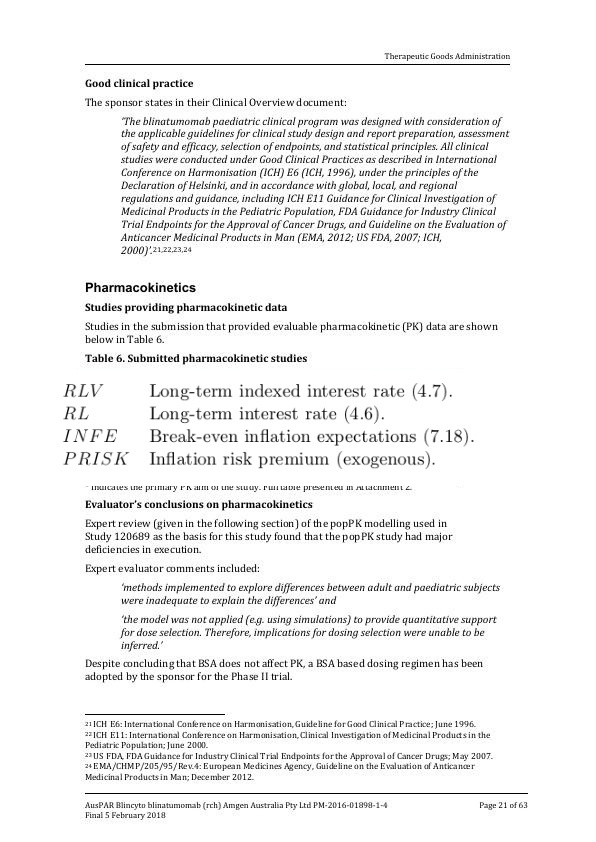 Therapeutic Goods Administration
Good clinical practice
The sponsor states in their Clinical Overview document:
'The blinatumomab paediatric clinical program was designed with consideration of
the applicable guidelines for clinical study design and report preparation, assessment
of safety and efficacy, selection of endpoints, and statistical principles. All clinical
studies were conducted under Good Clinical Practices as described in International
Conference on Harmonisation (ICH) E6 (ICH, 1996), under the principles of the
Declaration of Helsinki, and in accordance with global, local, and regional
regulations and guidance, including ICH E11 Guidance for Clinical Investigation of
Medicinal Products in the Pediatric Population, FDA Guidance for Industry Clinical
Trial Endpoints for the Approval of Cancer Drugs, and Guideline on the Evaluation of
Anticancer Medicinal Products in Man (EMA, 2012; US FDA, 2007; ICH,
2000)'.21,22,23,24
Pharmacokinetics
Studies providing pharmacokinetic data
Studies in the submission that provided evaluable pharmacokinetic (PK) data are shown
below in Table 6.
Table 6. Submitted pharmacokinetic studies
RLV Long-term indexed interest rate (4.7).
RL Long-term interest rate (4.6).
INFE Break-even inflation expectations (7.18).
PRISK Inflation risk premium (exogenous).
* indicates the primary PK aim of the study. Full table presented in Attachment 2.
Evaluator's conclusions on pharmacokinetics
Expert review (given in the following section) of the popPK modelling used in
Study 120689 as the basis for this study found that the popPK study had major
deficiencies in execution.
Expert evaluator comments included:
'methods implemented to explore differences between adult and paediatric subjects
were inadequate to explain the differences' and
'the model was not applied (e.g. using simulations) to provide quantitative support
for dose selection. Therefore, implications for dosing selection were unable to be
inferred.'
Despite concluding that BSA does not affect PK, a BSA based dosing regimen has been
adopted by the sponsor for the Phase II trial.
21 ICH E6: International Conference on Harmonisation, Guideline for Good Clinical Practice; June 1996.
22 ICH E11: International Conference on Harmonisation, Clinical Investigation of Medicinal Products in the
Pediatric Population; June 2000.
23 US FDA, FDA Guidance for Industry Clinical Trial Endpoints for the Approval of Cancer Drugs; May 2007.
24 EMA/CHMP/205/95/Rev.4: European Medicines Agency, Guideline on the Evaluation of Anticancer
Medicinal Products in Man; December 2012.
AusPAR Blincyto blinatumomab (rch) Amgen Australia Pty Ltd PM-2016-01898-1-4
Final 5 February 2018
Page 21 of 63